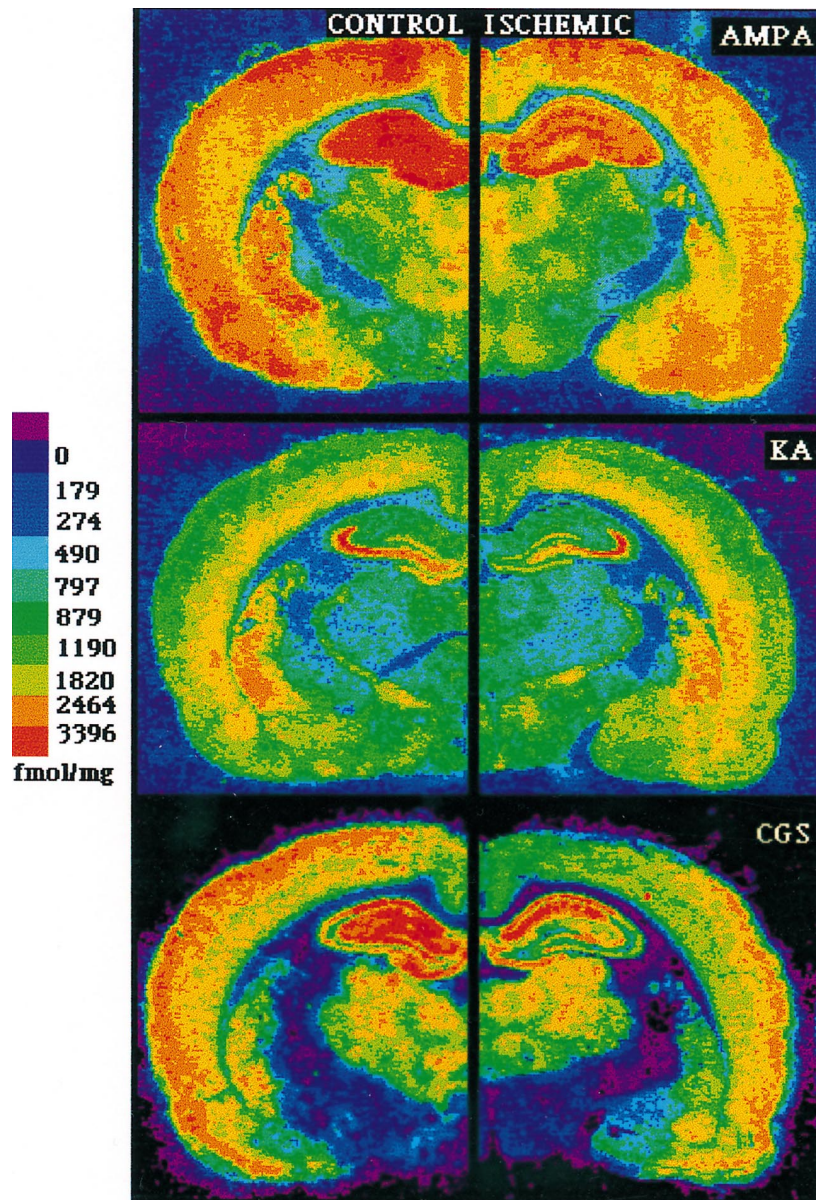 CONTROL ISCHEMIC
AMPA
KA
0
179
274
490
797
879
1190
1820
2464
3396
fmol/mg
CGS